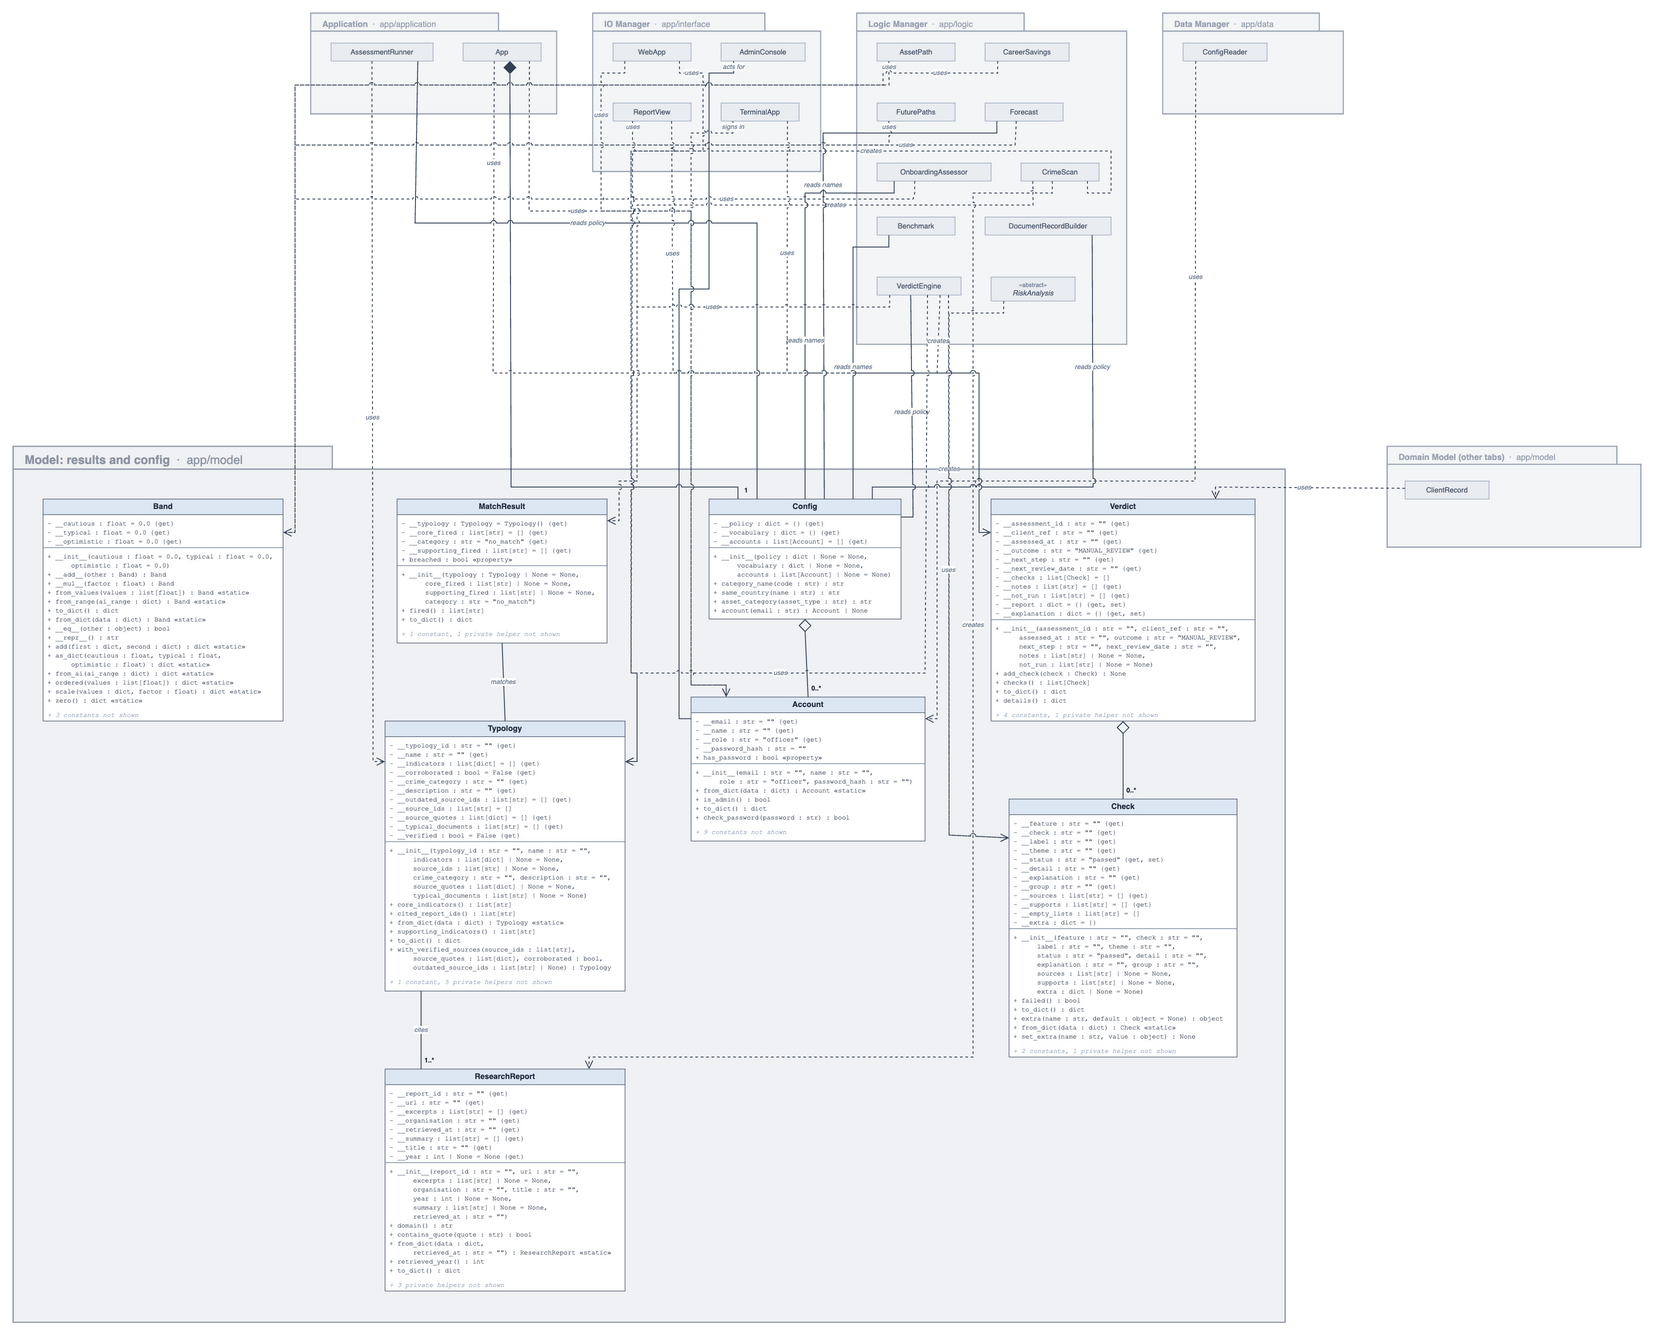 Application · app/application
IO Manager · app/interface
Logic Manager · app/logic
Data Manager · app/data
AssessmentRunner
App
WebApp
AdminConsole
AssetPath
CareerSavings
ConfigReader
acts for
uses
uses
uses
ReportView
TerminalApp
FuturePaths
Forecast
uses
uses
signs in
uses
uses
creates
uses
OnboardingAssessor
CrimeScan
reads names
uses
creates
uses
reads policy
Benchmark
DocumentRecordBuilder
uses
uses
uses
VerdictEngine
«abstract»
RiskAnalysis
uses
reads names
creates
reads names
reads policy
reads policy
uses
Model: results and config · app/model
Domain Model (other tabs) · app/model
creates
ClientRecord
uses
1
Band
− __cautious : float = 0.0 (get)
− __typical : float = 0.0 (get)
− __optimistic : float = 0.0 (get)
+ __init__(cautious : float = 0.0, typical : float = 0.0,
optimistic : float = 0.0)
+ __add__(other : Band) : Band
+ __mul__(factor : float) : Band
+ from_values(values : list[float]) : Band «static»
+ from_range(ai_range : dict) : Band «static»
+ to_dict() : dict
+ from_dict(data : dict) : Band «static»
+ __eq__(other : object) : bool
+ __repr__() : str
+ add(first : dict, second : dict) : dict «static»
+ as_dict(cautious : float, typical : float,
optimistic : float) : dict «static»
+ from_ai(ai_range : dict) : dict «static»
+ ordered(values : list[float]) : dict «static»
+ scale(values : dict, factor : float) : dict «static»
+ zero() : dict «static»
+ 3 constants not shown
MatchResult
− __typology : Typology = Typology() (get)
− __core_fired : list[str] = [] (get)
− __category : str = "no_match" (get)
− __supporting_fired : list[str] = [] (get)
+ breached : bool «property»
+ __init__(typology : Typology | None = None,
core_fired : list[str] | None = None,
supporting_fired : list[str] | None = None,
category : str = "no_match")
+ fired() : list[str]
+ to_dict() : dict
+ 1 constant, 1 private helper not shown
Config
− __policy : dict = {} (get)
− __vocabulary : dict = {} (get)
− __accounts : list[Account] = [] (get)
+ __init__(policy : dict | None = None,
vocabulary : dict | None = None,
accounts : list[Account] | None = None)
+ category_name(code : str) : str
+ same_country(name : str) : str
+ asset_category(asset_type : str) : str
+ account(email : str) : Account | None
Verdict
− __assessment_id : str = "" (get)
− __client_ref : str = "" (get)
− __assessed_at : str = "" (get)
− __outcome : str = "MANUAL_REVIEW" (get)
− __next_step : str = "" (get)
− __next_review_date : str = "" (get)
− __checks : list[Check] = []
− __notes : list[str] = [] (get)
− __not_run : list[str] = [] (get)
− __report : dict = {} (get, set)
− __explanation : dict = {} (get, set)
+ __init__(assessment_id : str = "", client_ref : str = "",
assessed_at : str = "", outcome : str = "MANUAL_REVIEW",
next_step : str = "", next_review_date : str = "",
notes : list[str] | None = None,
not_run : list[str] | None = None)
+ add_check(check : Check) : None
+ checks() : list[Check]
+ to_dict() : dict
+ details() : dict
+ 4 constants, 1 private helper not shown
uses
creates
matches
uses
0..*
Typology
− __typology_id : str = "" (get)
− __name : str = "" (get)
− __indicators : list[dict] = [] (get)
− __corroborated : bool = False (get)
− __crime_category : str = "" (get)
− __description : str = "" (get)
− __outdated_source_ids : list[str] = [] (get)
− __source_ids : list[str] = []
− __source_quotes : list[dict] = [] (get)
− __typical_documents : list[str] = [] (get)
− __verified : bool = False (get)
+ __init__(typology_id : str = "", name : str = "",
indicators : list[dict] | None = None,
source_ids : list[str] | None = None,
crime_category : str = "", description : str = "",
source_quotes : list[dict] | None = None,
typical_documents : list[str] | None = None)
+ core_indicators() : list[str]
+ cited_report_ids() : list[str]
+ from_dict(data : dict) : Typology «static»
+ supporting_indicators() : list[str]
+ to_dict() : dict
+ with_verified_sources(source_ids : list[str],
source_quotes : list[dict], corroborated : bool,
outdated_source_ids : list[str] | None) : Typology
+ 1 constant, 5 private helpers not shown
Account
− __email : str = "" (get)
− __name : str = "" (get)
− __role : str = "officer" (get)
− __password_hash : str = ""
+ has_password : bool «property»
+ __init__(email : str = "", name : str = "",
role : str = "officer", password_hash : str = "")
+ from_dict(data : dict) : Account «static»
+ is_admin() : bool
+ to_dict() : dict
+ check_password(password : str) : bool
+ 9 constants not shown
0..*
Check
− __feature : str = "" (get)
− __check : str = "" (get)
− __label : str = "" (get)
− __theme : str = "" (get)
− __status : str = "passed" (get, set)
− __detail : str = "" (get)
− __explanation : str = "" (get)
− __group : str = "" (get)
− __sources : list[str] = [] (get)
− __supports : list[str] = [] (get)
− __empty_lists : list[str] = []
− __extra : dict = {}
+ __init__(feature : str = "", check : str = "",
label : str = "", theme : str = "",
status : str = "passed", detail : str = "",
explanation : str = "", group : str = "",
sources : list[str] | None = None,
supports : list[str] | None = None,
extra : dict | None = None)
+ failed() : bool
+ to_dict() : dict
+ extra(name : str, default : object = None) : object
+ from_dict(data : dict) : Check «static»
+ set_extra(name : str, value : object) : None
+ 2 constants, 1 private helper not shown
cites
1..*
ResearchReport
− __report_id : str = "" (get)
− __url : str = "" (get)
− __excerpts : list[str] = [] (get)
− __organisation : str = "" (get)
− __retrieved_at : str = "" (get)
− __summary : list[str] = [] (get)
− __title : str = "" (get)
− __year : int | None = None (get)
+ __init__(report_id : str = "", url : str = "",
excerpts : list[str] | None = None,
organisation : str = "", title : str = "",
year : int | None = None,
summary : list[str] | None = None,
retrieved_at : str = "")
+ domain() : str
+ contains_quote(quote : str) : bool
+ from_dict(data : dict,
retrieved_at : str = "") : ResearchReport «static»
+ retrieved_year() : int
+ to_dict() : dict
+ 3 private helpers not shown